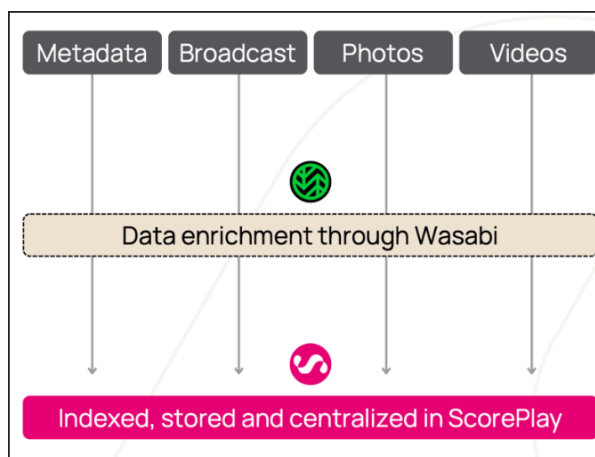 Metadata
Broadcast
Photos
Videos
Data enrichment through Wasabi
Indexed, stored and centralized in ScorePlay